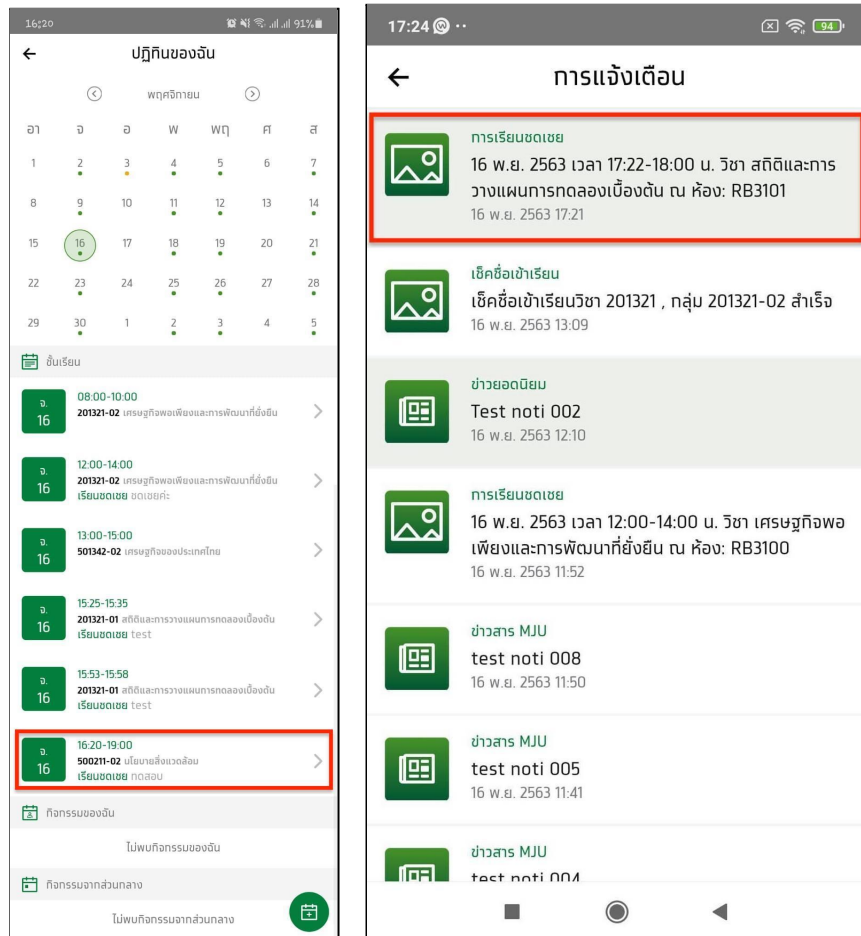 16:20
91%
ปฏิทินของฉัน
พฤศจิกายน
อา จ อ พ พฤ ศ ส
1 2 3 4 5 6 7
8 9 10 11 12 13 14
15 16 17 18 19 20 21
22 23 24 25 26 27 28
29 30 1 2 3 4 5
ชั้นเรียน
จ.
16
08:00-10:00
201321-02 เศรษฐกิจพอเพียงและการพัฒนาที่ยั่งยืน
จ.
16
12:00-14:00
201321-02 เศรษฐกิจพอเพียงและการพัฒนาที่ยั่งยืน
เรียนชดเชย ชดเชยค่ะ
จ.
16
13:00-15:00
501342-02 เศรษฐกิจของประเทศไทย
จ.
16
15:25-15:35
201321-01 สถิติและการวางแผนการทดลองเบื้องต้น
เรียนชดเชย test
จ.
16
15:53-15:58
201321-01 สถิติและการวางแผนการทดลองเบื้องต้น
เรียนชดเชย test
จ.
16
16:20-19:00
500211-02 นโยบายสิ่งแวดล้อม
เรียนชดเชย ทดสอบ
กิจกรรมของฉัน
ไม่พบกิจกรรมของฉัน
กิจกรรมจากส่วนกลาง
ไม่พบกิจกรรมจากส่วนกลาง
17:24
94
การแจ้งเตือน
การเรียนชดเชย
16 พ.ย. 2563 เวลา 17:22-18:00 น. วิชา สถิติและการ
วางแผนการทดลองเบื้องต้น ณ ห้อง: RB3101
16 พ.ย. 2563 17:21
เช็คชื่อเข้าเรียน
เช็คชื่อเข้าเรียนวิชา 201321 , กลุ่ม 201321-02 สำเร็จ
16 พ.ย. 2563 13:09
ข่าวยอดนิยม
Test noti 002
16 พ.ย. 2563 12:10
การเรียนชดเชย
16 พ.ย. 2563 เวลา 12:00-14:00 น. วิชา เศรษฐกิจพอ
เพียงและการพัฒนาที่ยั่งยืน ณ ห้อง: RB3100
16 พ.ย. 2563 11:52
ข่าวสาร MJU
test noti 008
16 พ.ย. 2563 11:50
ข่าวสาร MJU
test noti 005
16 พ.ย. 2563 11:41
ข่าวสาร MJU
test noti 004